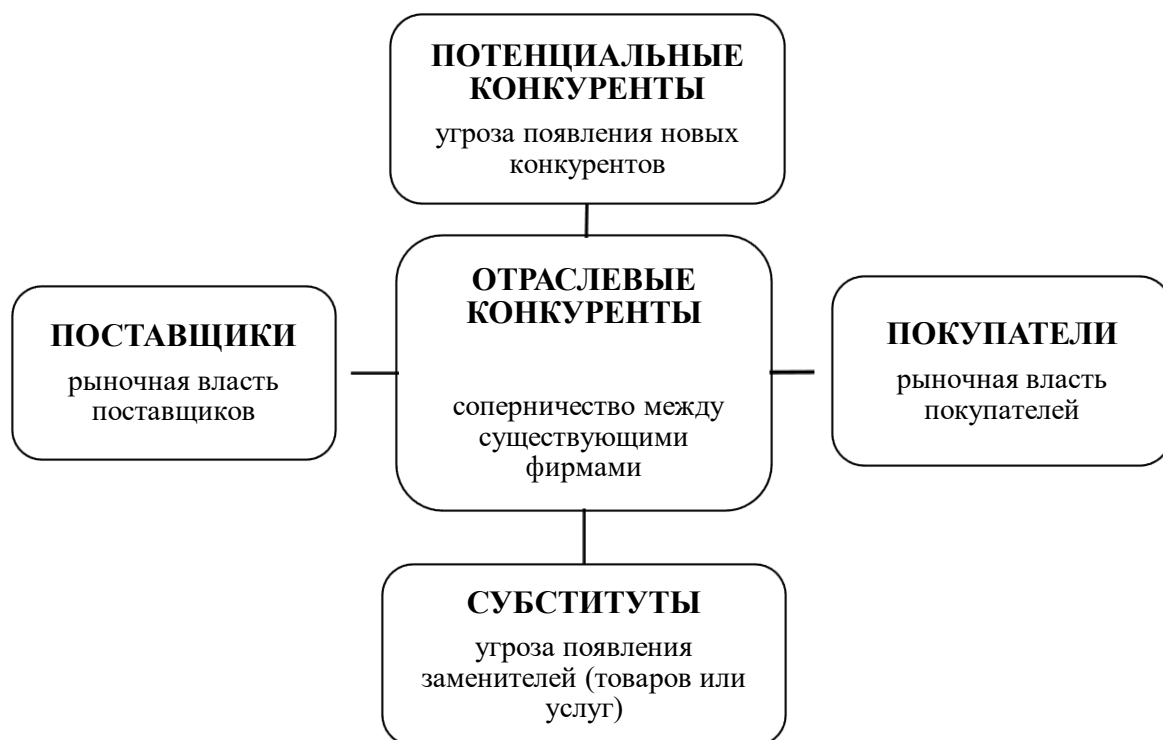 ПОТЕНЦИАЛЬНЫЕ
КОНКУРЕНТЫ
угроза появления новых
конкурентов
ПОСТАВЩИКИ
рыночная власть
поставщиков
ОТРАСЛЕВЫЕ
КОНКУРЕНТЫ
соперничество между
существующими
фирмами
ПОКУПАТЕЛИ
рыночная власть
покупателей
СУБСТИТУТЫ
угроза появления
заменителей (товаров или
услуг)